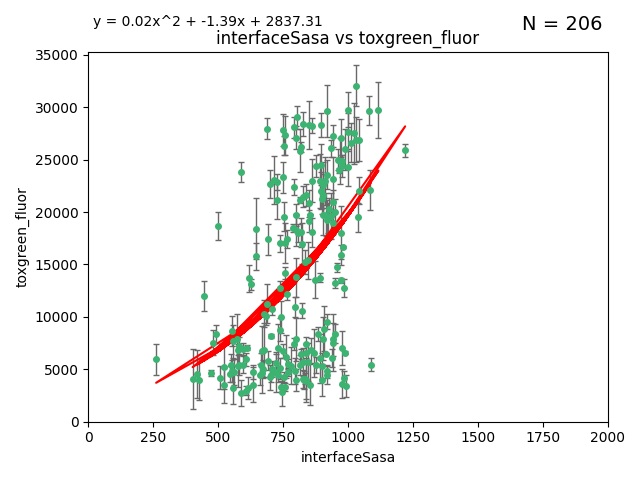 y = 0.02x^2 + -1.39x + 2837.31
N = 206
interfaceSasa vs toxgreen_fluor
35000
30000
25000
20000
15000
10000
5000
0
toxgreen_fluor
0 250 500 750 1000 1250 1500 1750 2000
interfaceSasa